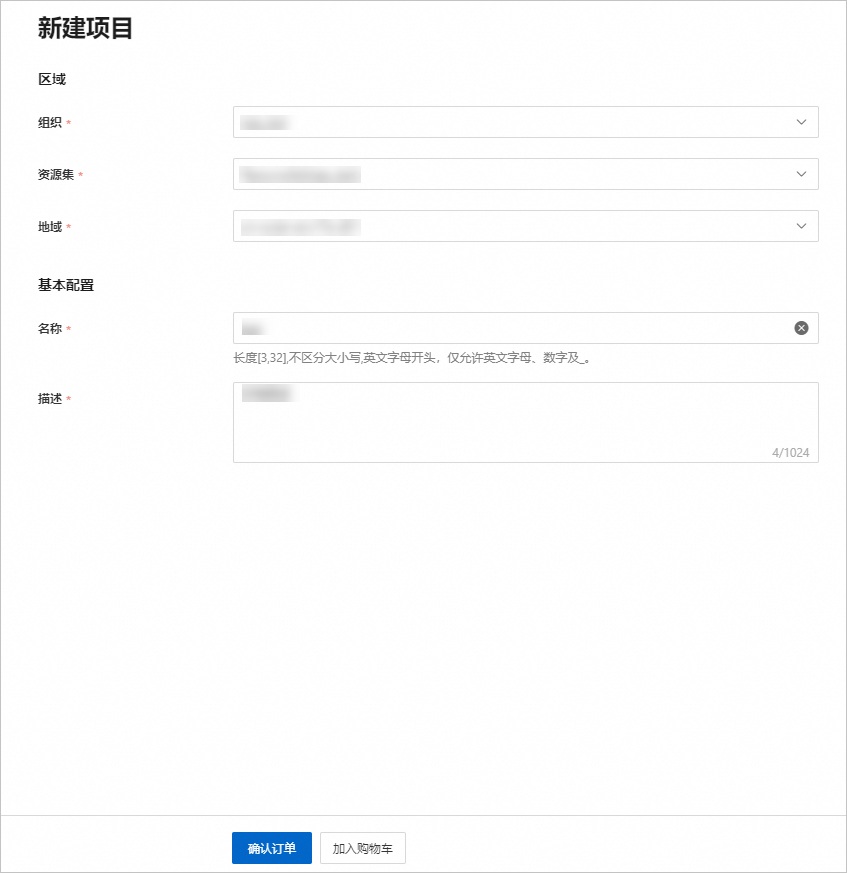 新建项目
区域
组织 *
资源集 *
地域 *
基本配置
名称 *
长度[3,32],不区分大小写,英文字母开头，仅允许英文字母、数字及_。
描述 *
4/1024
确认订单 加入购物车